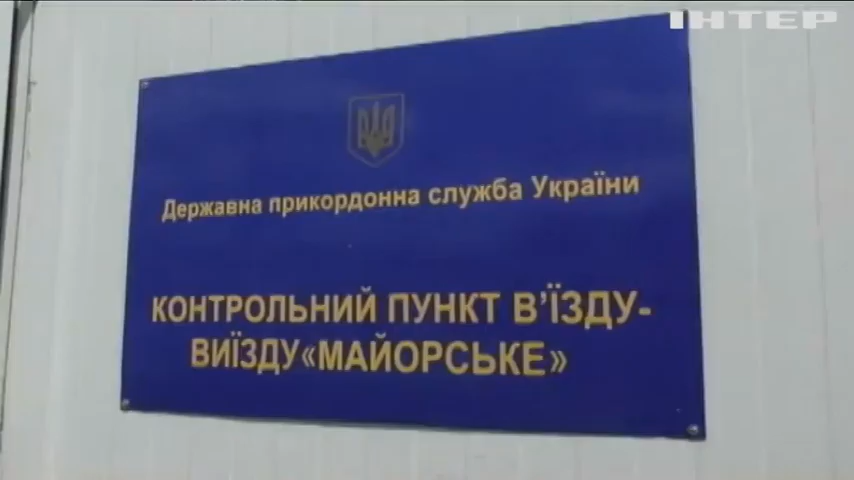 ІНТЕР
Державна прикордонна служба України
КОНТРОЛЬНИЙ ПУНКТ В'ЇЗДУ-
ВИЇЗДУ«МАЙОРСЬКЕ»